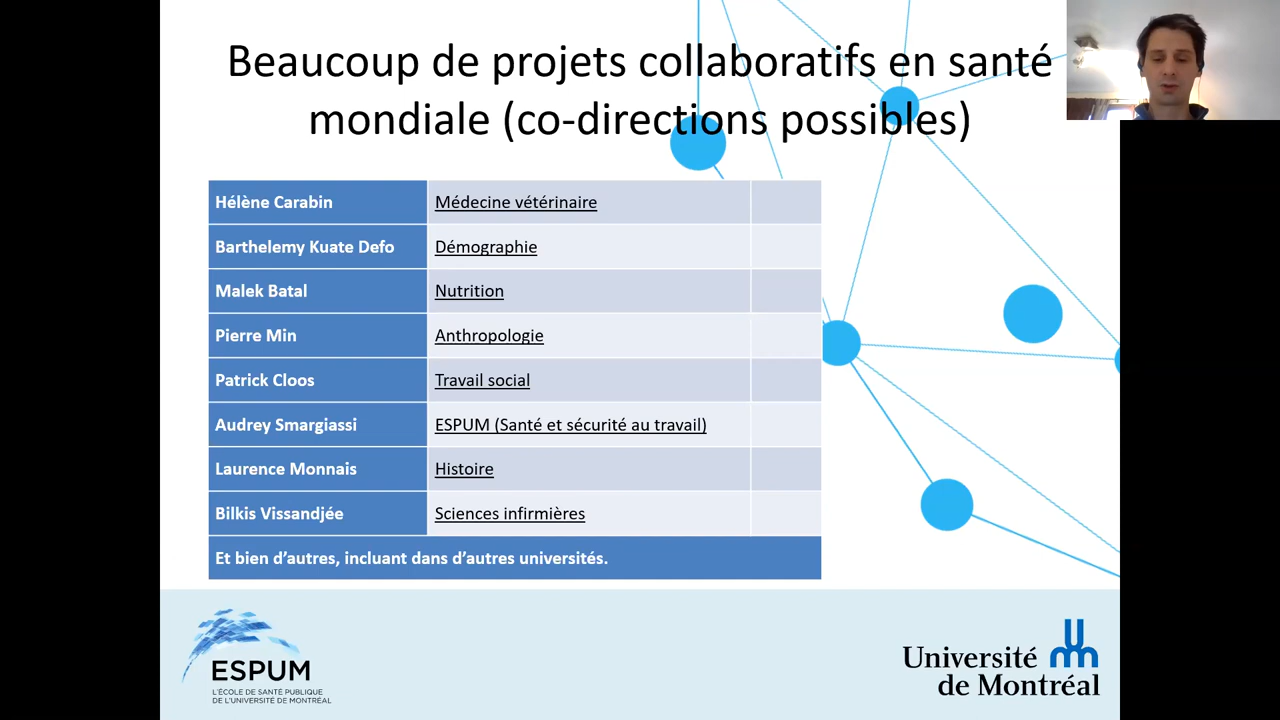 Beaucoup de projets collaboratifs en santé
mondiale (co-directions possibles)
Hélène Carabin Médecine vétérinaire
Barthelemy Kuate Defo Démographie
Malek Batal Nutrition
Pierre Min Anthropologie
Patrick Cloos Travail social
Audrey Smargiassi ESPUM (Santé et sécurité au travail)
Laurence Monnais Histoire
Bilkis Vissandjée Sciences infirmières
Et bien d’autres, incluant dans d’autres universités.
ESPUM
L'ÉCOLE DE SANTÉ PUBLIQUE
DE L'UNIVERSITÉ DE MONTRÉAL
Université
de Montréal